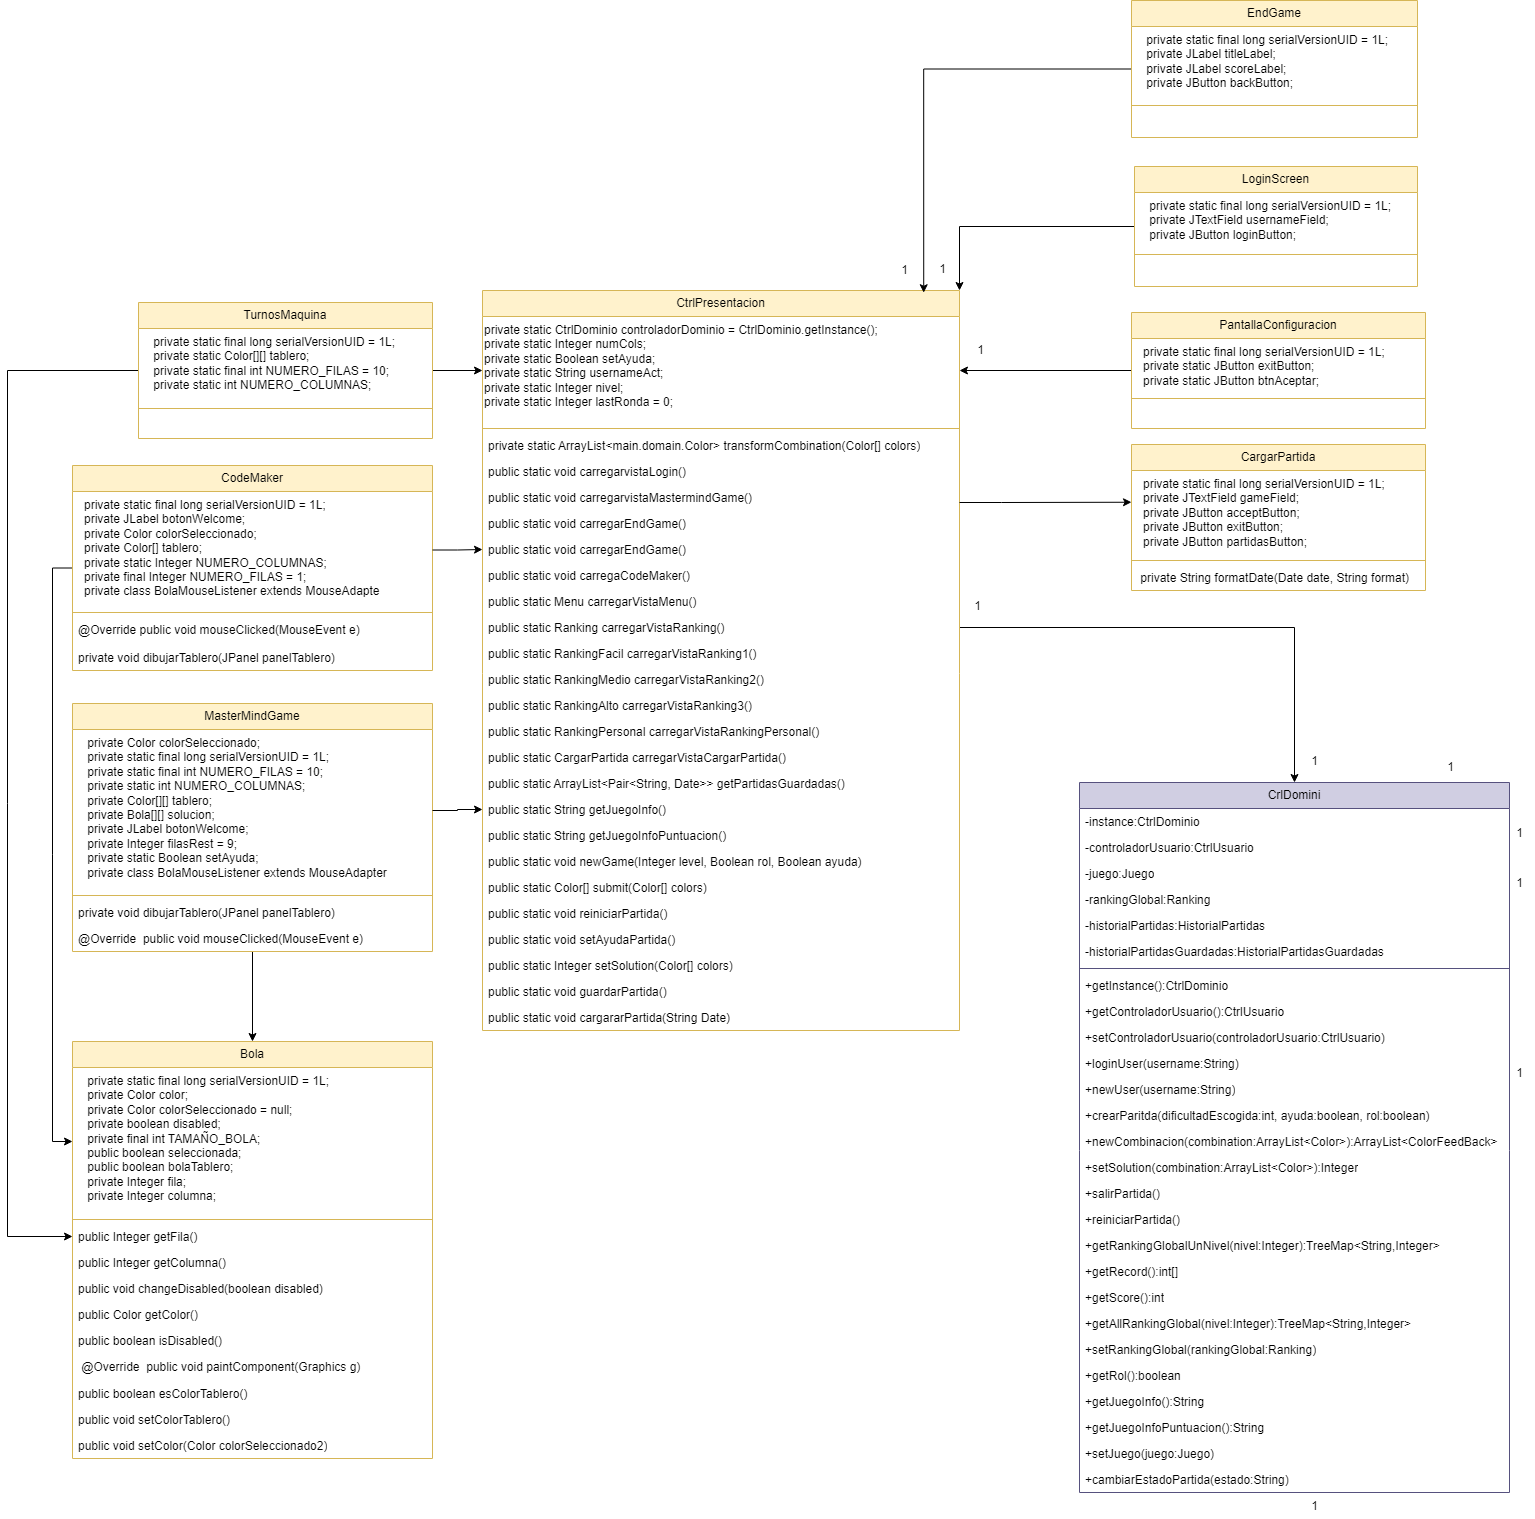 EndGame
private static final long serialVersionUID = 1L;
private JLabel titleLabel;
private JLabel scoreLabel;
private JButton backButton;
LoginScreen
private static final long serialVersionUID = 1L;
private JTextField usernameField;
private JButton loginButton;
1
1
TurnosMaquina
private static final long serialVersionUID = 1L;
private static Color[][] tablero;
private static final int NUMERO_FILAS = 10;
private static int NUMERO_COLUMNAS;
CtrlPresentacion
private static CtrlDominio controladorDominio = CtrlDominio.getInstance();
private static Integer numCols;
private static Boolean setAyuda;
private static String usernameAct;
private static Integer nivel;
private static Integer lastRonda = 0;
private static ArrayList<main.domain.Color> transformCombination(Color[] colors)
public static void carregarvistaLogin()
public static void carregarvistaMastermindGame()
public static void carregarEndGame()
public static void carregarEndGame()
public static void carregaCodeMaker()
public static Menu carregarVistaMenu()
public static Ranking carregarVistaRanking()
public static RankingFacil carregarVistaRanking1()
public static RankingMedio carregarVistaRanking2()
public static RankingAlto carregarVistaRanking3()
public static RankingPersonal carregarVistaRankingPersonal()
public static CargarPartida carregarVistaCargarPartida()
public static ArrayList<Pair<String, Date>> getPartidasGuardadas()
public static String getJuegoInfo()
public static String getJuegoInfoPuntuacion()
public static void newGame(Integer level, Boolean rol, Boolean ayuda)
public static Color[] submit(Color[] colors)
public static void reiniciarPartida()
public static void setAyudaPartida()
public static Integer setSolution(Color[] colors)
public static void guardarPartida()
public static void cargararPartida(String Date)
1
PantallaConfiguracion
private static final long serialVersionUID = 1L;
private static JButton exitButton;
private static JButton btnAceptar;
CargarPartida
private static final long serialVersionUID = 1L;
private JTextField gameField;
private JButton acceptButton;
private JButton exitButton;
private JButton partidasButton;
private String formatDate(Date date, String format)
1
CodeMaker
private static final long serialVersionUID = 1L;
private JLabel botonWelcome;
private Color colorSeleccionado;
private Color[] tablero;
private static Integer NUMERO_COLUMNAS;
private final Integer NUMERO_FILAS = 1;
private class BolaMouseListener extends MouseAdapte
@Override public void mouseClicked(MouseEvent e)
private void dibujarTablero(JPanel panelTablero)
MasterMindGame
private Color colorSeleccionado;
private static final long serialVersionUID = 1L;
private static final int NUMERO_FILAS = 10;
private static int NUMERO_COLUMNAS;
private Color[][] tablero;
private Bola[][] solucion;
private JLabel botonWelcome;
private Integer filasRest = 9;
private static Boolean setAyuda;
private class BolaMouseListener extends MouseAdapter
private void dibujarTablero(JPanel panelTablero)
@Override  public void mouseClicked(MouseEvent e)
Bola
private static final long serialVersionUID = 1L;
private Color color;
private Color colorSeleccionado = null;
private boolean disabled;
private final int TAMAÑO_BOLA;
public boolean seleccionada;
public boolean bolaTablero;
private Integer fila;
private Integer columna;
public Integer getFila()
public Integer getColumna()
public void changeDisabled(boolean disabled)
public Color getColor()
public boolean isDisabled()
@Override  public void paintComponent(Graphics g)
public boolean esColorTablero()
public void setColorTablero()
public void setColor(Color colorSeleccionado2)
1
1
CrlDomini
-instance:CtrlDominio
-controladorUsuario:CtrlUsuario
-juego:Juego
-rankingGlobal:Ranking
-historialPartidas:HistorialPartidas
-historialPartidasGuardadas:HistorialPartidasGuardadas
1
1
+getInstance():CtrlDominio
+getControladorUsuario():CtrlUsuario
+setControladorUsuario(controladorUsuario:CtrlUsuario)
+loginUser(username:String)
1
+newUser(username:String)
+crearParitda(dificultadEscogida:int, ayuda:boolean, rol:boolean)
+newCombinacion(combination:ArrayList<Color>):ArrayList<ColorFeedBack>
+setSolution(combination:ArrayList<Color>):Integer
+salirPartida()
+reiniciarPartida()
+getRankingGlobalUnNivel(nivel:Integer):TreeMap<String,Integer>
+getRecord():int[]
+getScore():int
+getAllRankingGlobal(nivel:Integer):TreeMap<String,Integer>
+setRankingGlobal(rankingGlobal:Ranking)
+getRol():boolean
+getJuegoInfo():String
+getJuegoInfoPuntuacion():String
+setJuego(juego:Juego)
+cambiarEstadoPartida(estado:String)
1